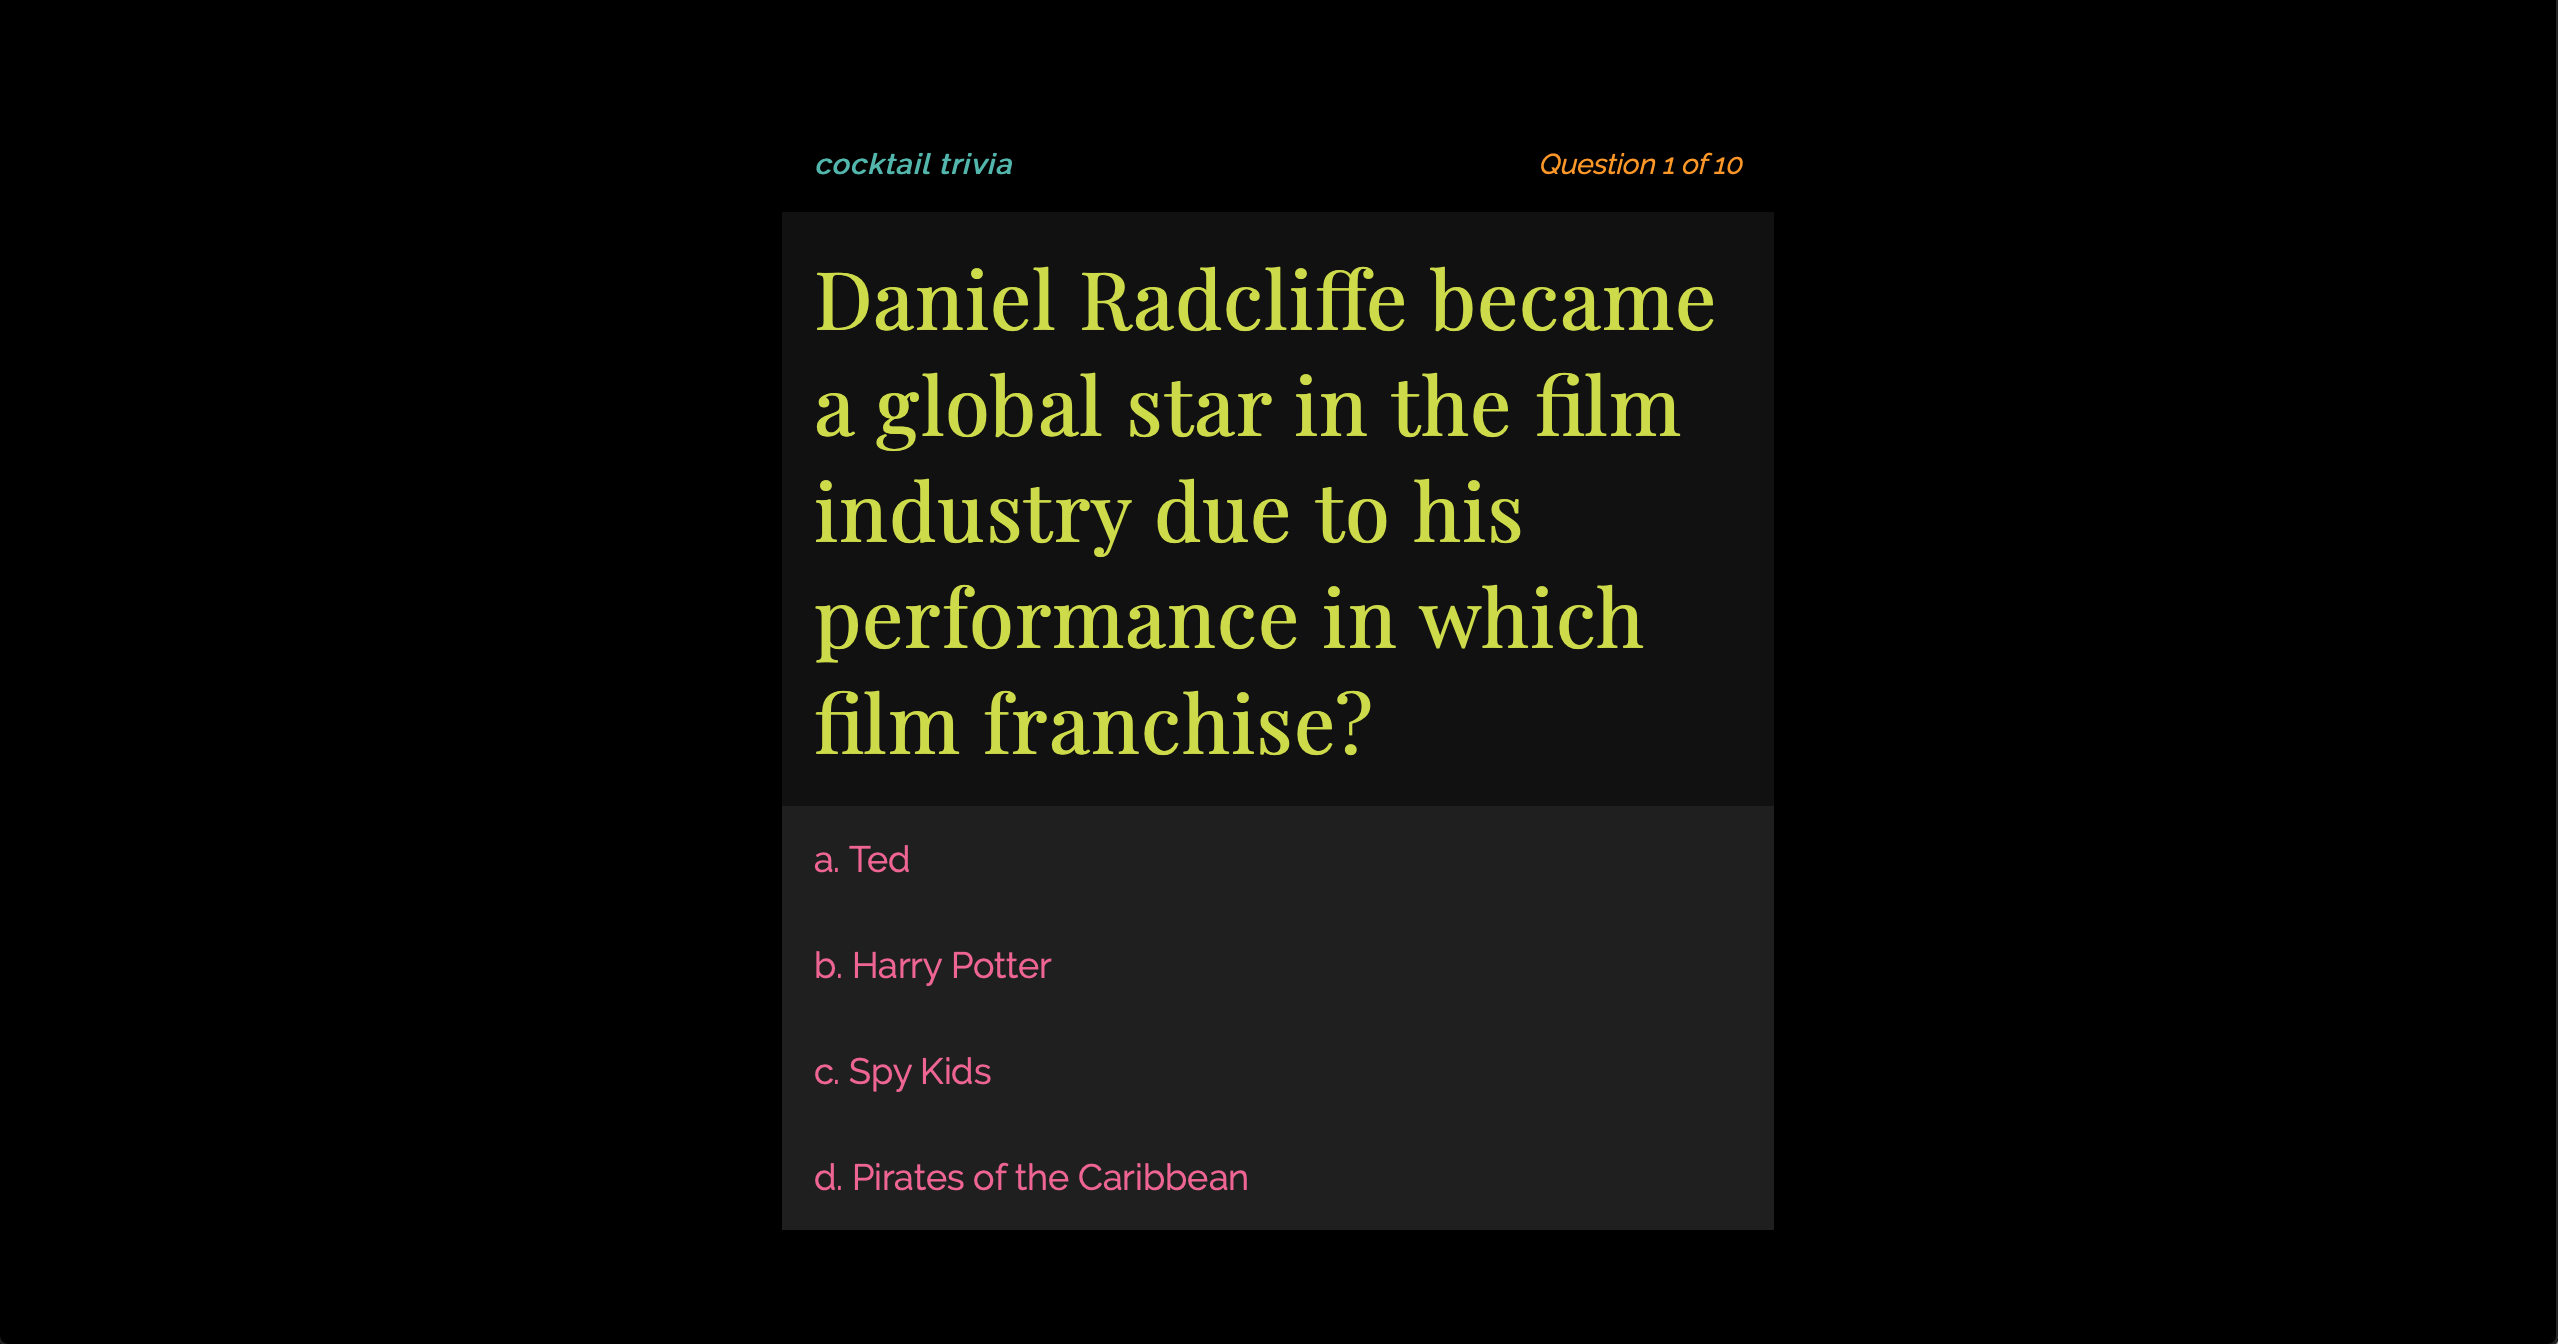 cocktail trivia
Question 1 of 10
Daniel Radcliffe became
a global star in the film
industry due to his
performance in which
film franchise?
a. Ted
b. Harry Potter
c. Spy Kids
d. Pirates of the Caribbean